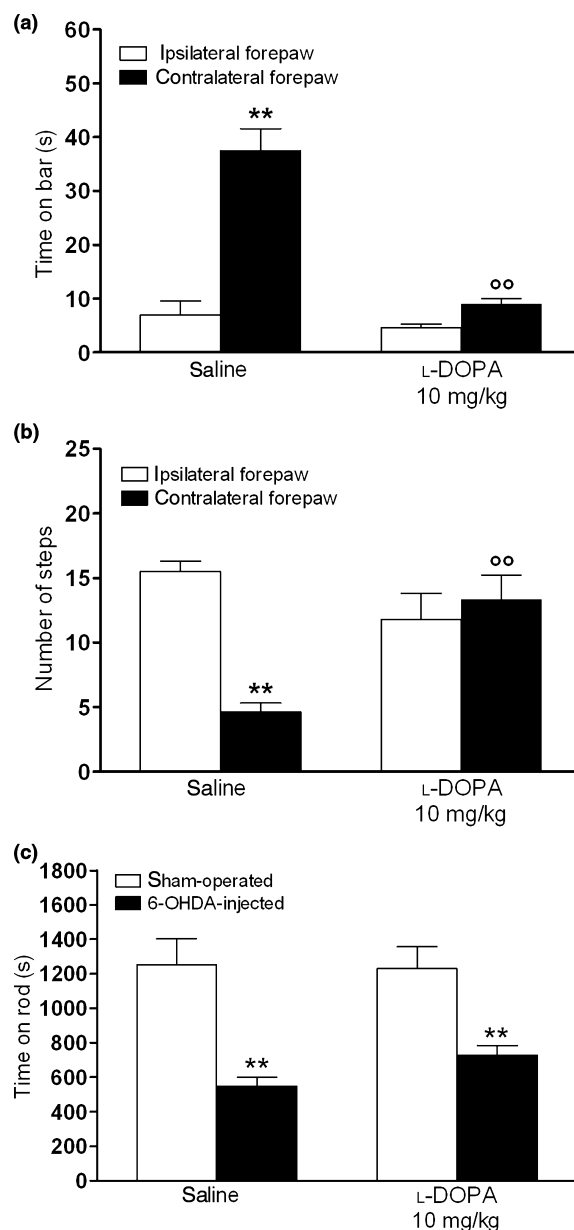 (a)
60
50
40
30
20
10
0
Time on bar (s)
Ipsilateral forepaw
Contralateral forepaw
**
°°
Saline
L-DOPA
10 mg/kg
(b)
25
20
15
10
5
0
Number of steps
Ipsilateral forepaw
Contralateral forepaw
**
°°
Saline
L-DOPA
10 mg/kg
(c)
1800
1600
1400
1200
1000
800
600
400
200
0
Time on rod (s)
Sham-operated
6-OHDA-injected
**
**
Saline
L-DOPA
10 mg/kg